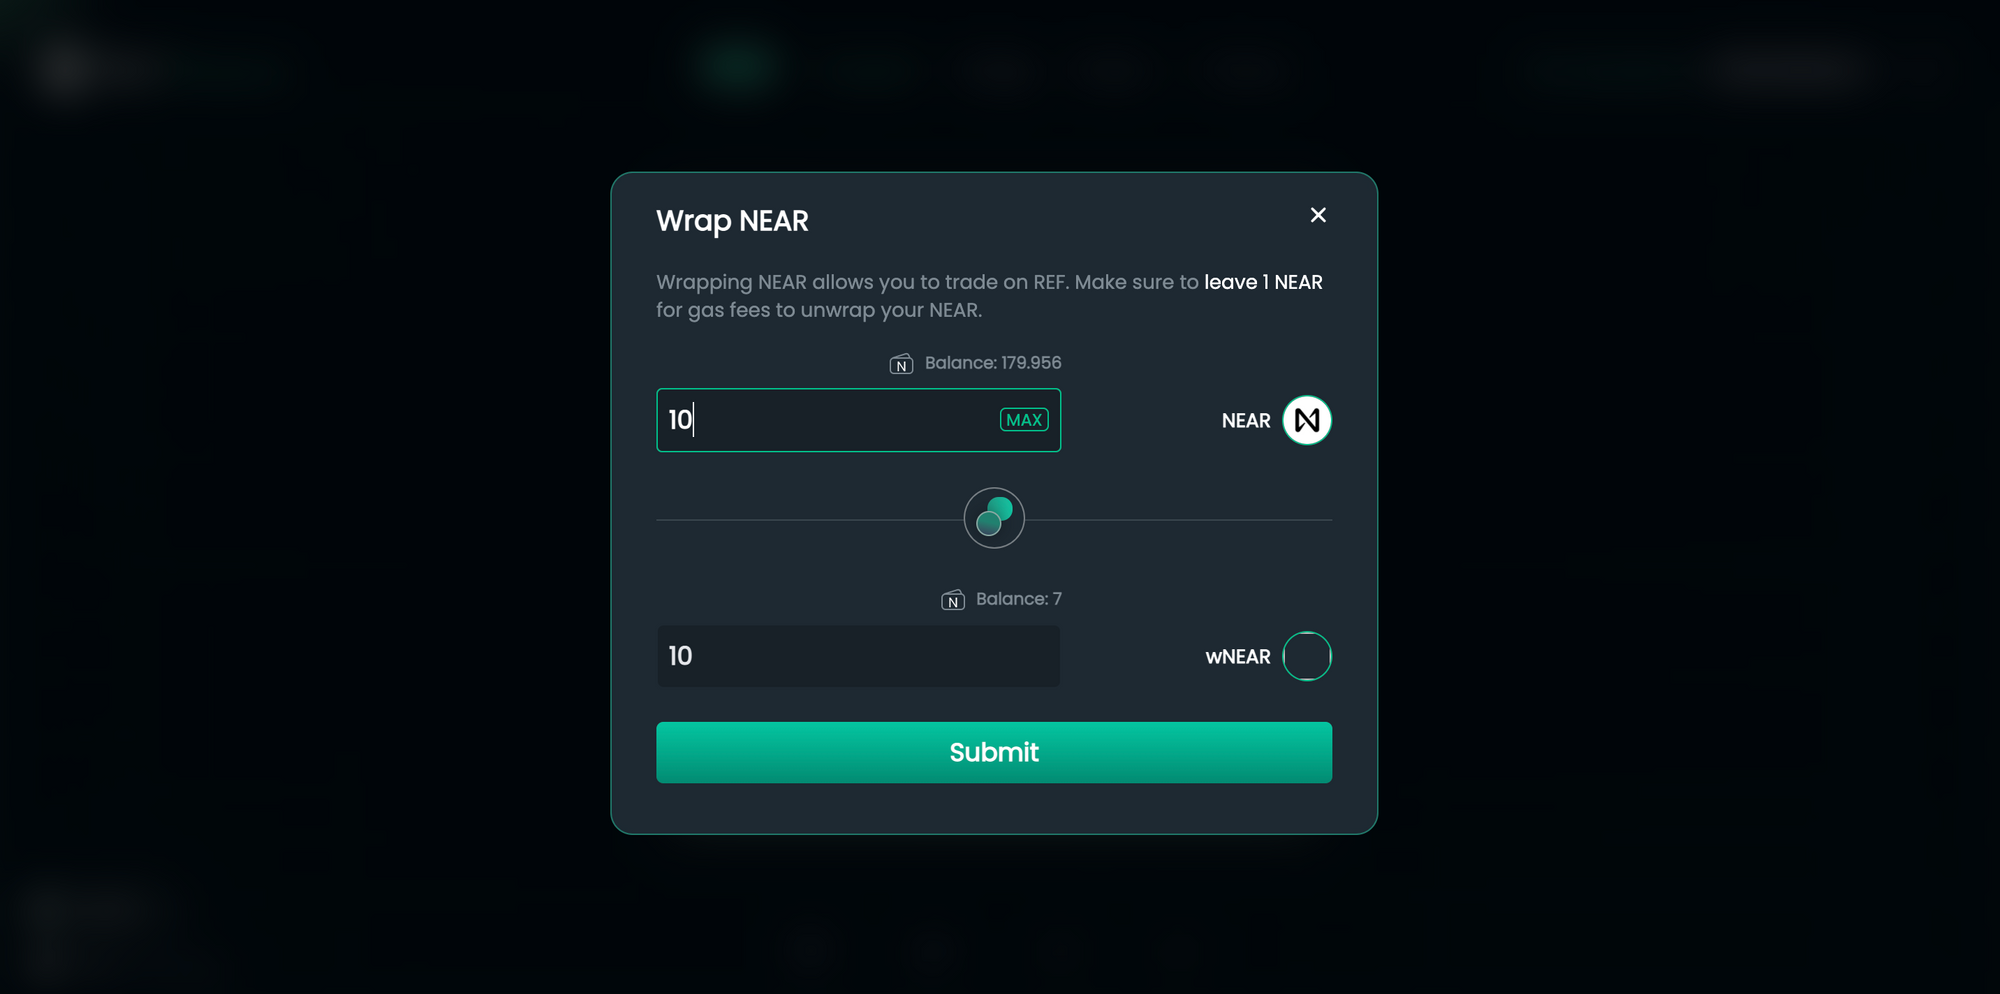 Wrap NEAR
Wrapping NEAR allows you to trade on REF. Make sure to leave 1 NEAR
for gas fees to unwrap your NEAR.
N Balance: 179.956
10 MAX NEAR
N Balance: 7
10 wNEAR
Submit